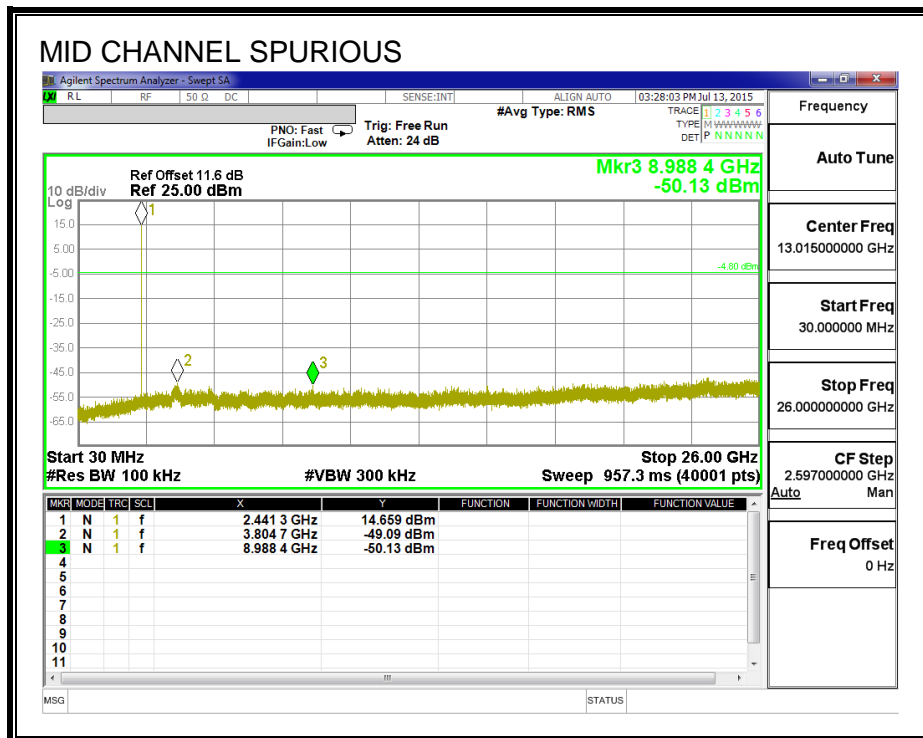 MID CHANNEL SPURIOUS
Agilent Spectrum Analyzer - Swept SA
LXI RL RF 50 Ω DC SENSE:INT ALIGN AUTO 03:28:03 PM Jul 13, 2015
Frequency
PNO: Fast
IFGain:Low
Trig: Free Run
Atten: 24 dB
#Avg Type: RMS
TRACE 1 2 3 4 5 6
TYPE M WWWWW
DET P N N N N N
Auto Tune
Ref Offset 11.6 dB
Ref 25.00 dBm
10 dB/div
Log
Mkr3 8.988 4 GHz
-50.13 dBm
15.0
5.00
-5.00
-15.0
-25.0
-35.0
-45.0
-55.0
-65.0
1
2
3
-4.80 dBm
Start 30 MHz
Stop 26.00 GHz
#Res BW 100 kHz #VBW 300 kHz Sweep 957.3 ms (40001 pts)
Center Freq
13.015000000 GHz
Start Freq
30.000000 MHz
Stop Freq
26.000000000 GHz
CF Step
2.597000000 GHz
Auto Man
Freq Offset
0 Hz
MKR MODE TRC SCL X Y FUNCTION FUNCTION WIDTH FUNCTION VALUE
1 N 1 f 2.441 3 GHz 14.659 dBm
2 N 1 f 3.804 7 GHz -49.09 dBm
3 N 1 f 8.988 4 GHz -50.13 dBm
4
5
6
7
8
9
10
11
MSG STATUS